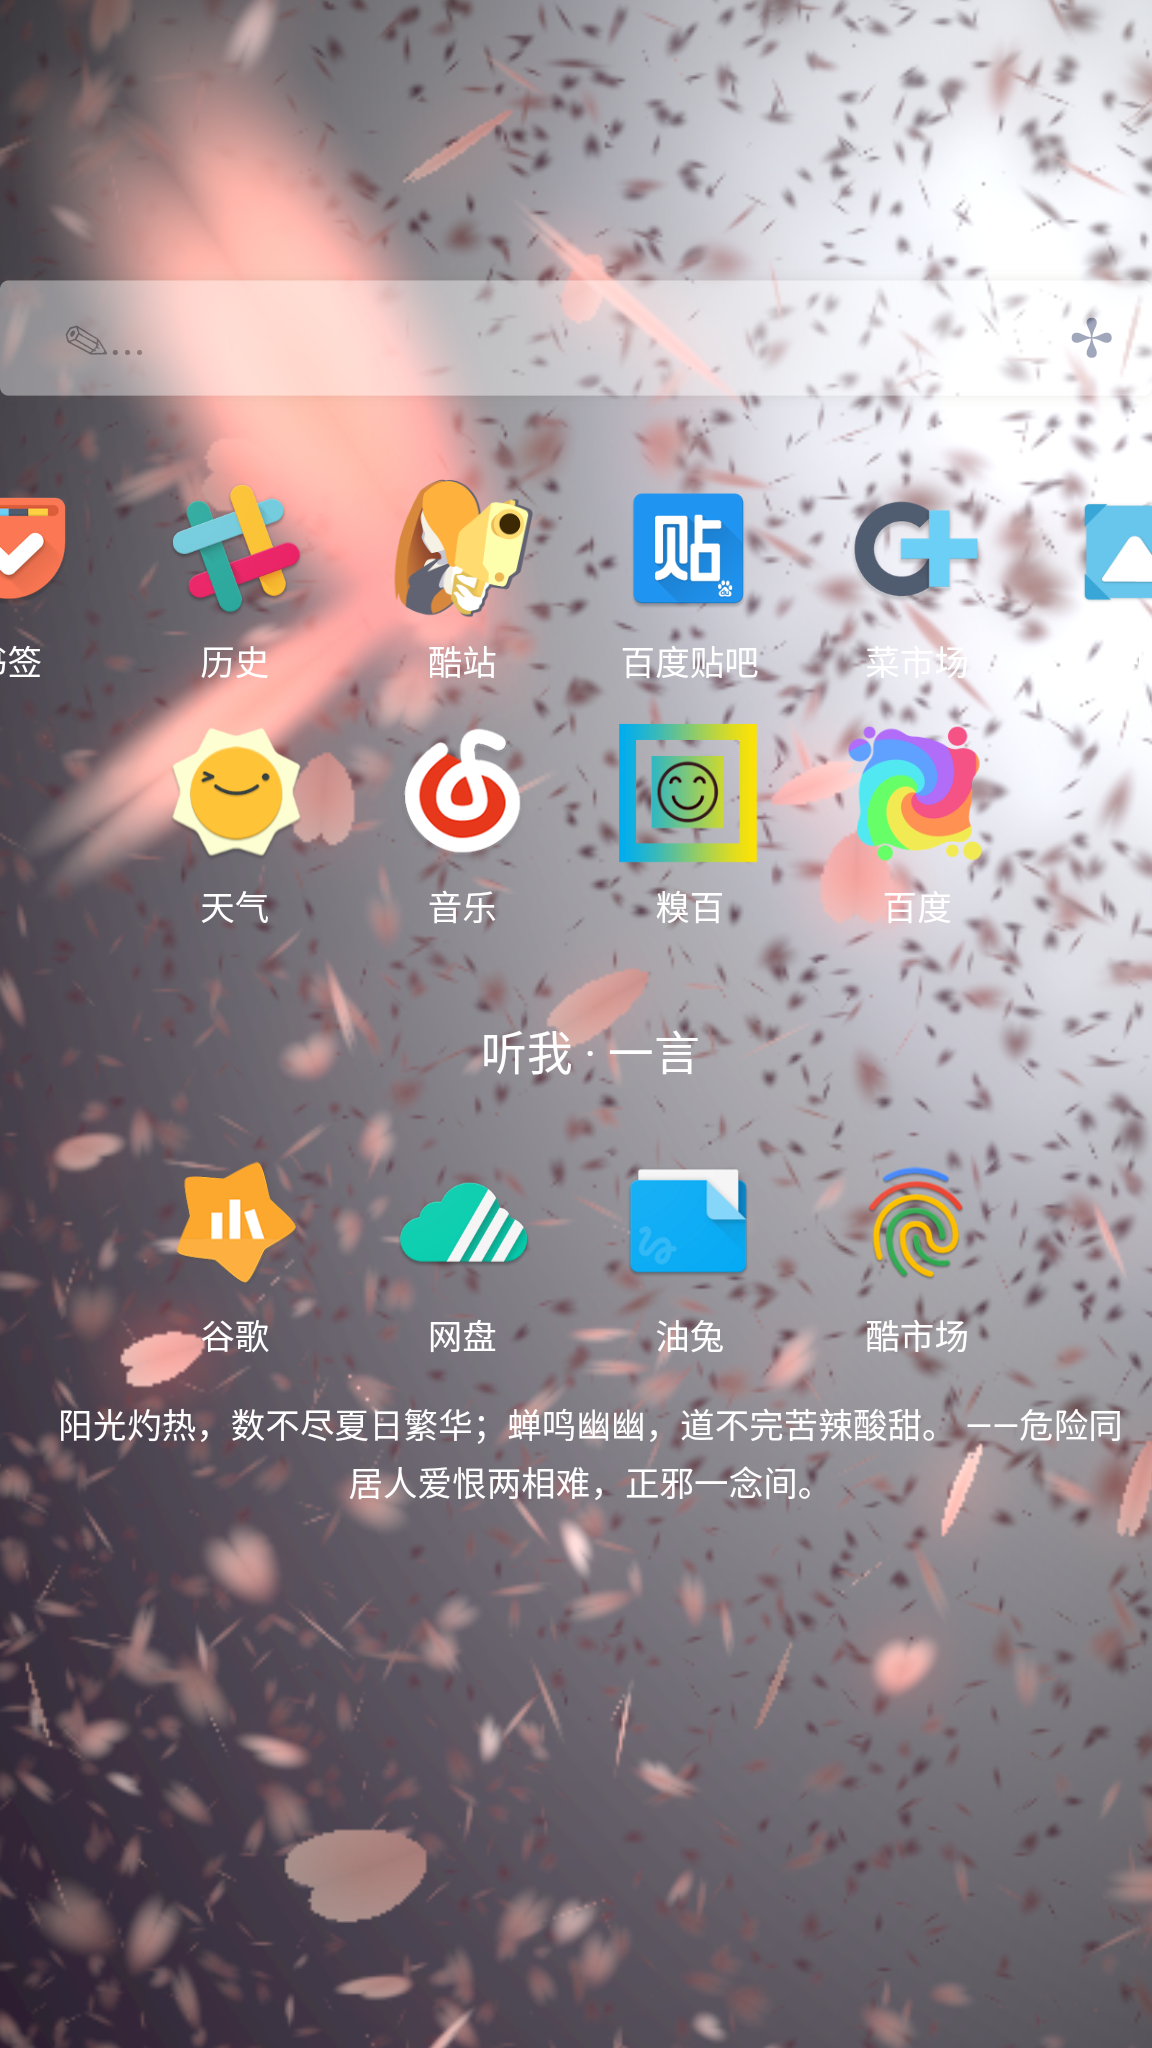 ✎...
签 历史 酷站 百度贴吧 菜市场
贴
天气 音乐 糗百 百度
听我 · 一言
谷歌 网盘 油兔 酷市场
阳光灼热，数不尽夏日繁华；蝉鸣幽幽，道不完苦辣酸甜。 ——危险同
居人爱恨两相难，正邪一念间。